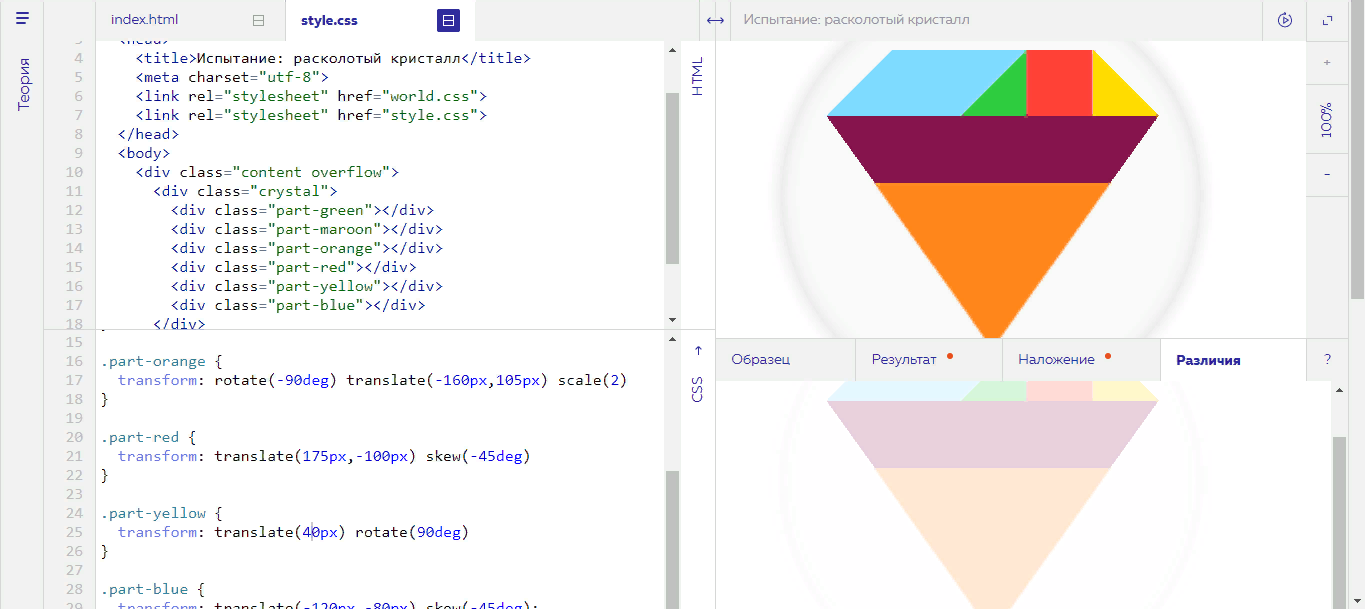 index.html
style.css
Испытание: расколотый кристалл
Теория
3 <head>
4 <title>Испытание: расколотый кристалл</title>
5 <meta charset="utf-8">
6 <link rel="stylesheet" href="world.css">
7 <link rel="stylesheet" href="style.css">
8 </head>
9 <body>
10 <div class="content overflow">
11 <div class="crystal">
12 <div class="part-green"></div>
13 <div class="part-maroon"></div>
14 <div class="part-orange"></div>
15 <div class="part-red"></div>
16 <div class="part-yellow"></div>
17 <div class="part-blue"></div>
18 </div>
HTML
+
100%
-
15
16 .part-orange {
17 transform: rotate(-90deg) translate(-160px,105px) scale(2)
18 }
19
20 .part-red {
21 transform: translate(175px,-100px) skew(-45deg)
22 }
23
24 .part-yellow {
25 transform: translate(40px) rotate(90deg)
26 }
27
28 .part-blue {
29 transform: translate(-120px,-80px) skew(-45deg);
CSS
Образец
Результат
Наложение
Различия
?